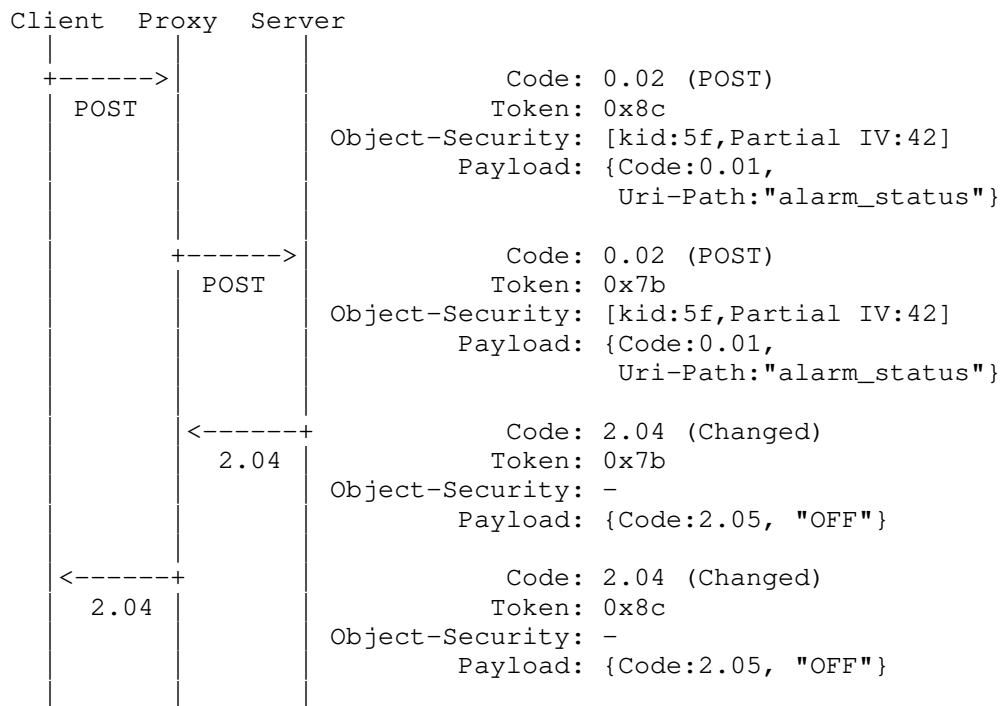 Client Proxy Server
Code: 0.02 (POST)
POST Token: 0x8c
Object-Security: [kid:5f,Partial IV:42]
Payload: {Code:0.01,
Uri-Path:"alarm_status"}
Code: 0.02 (POST)
POST Token: 0x7b
Object-Security: [kid:5f,Partial IV:42]
Payload: {Code:0.01,
Uri-Path:"alarm_status"}
Code: 2.04 (Changed)
2.04 Token: 0x7b
Object-Security: -
Payload: {Code:2.05, "OFF"}
Code: 2.04 (Changed)
2.04 Token: 0x8c
Object-Security: -
Payload: {Code:2.05, "OFF"}